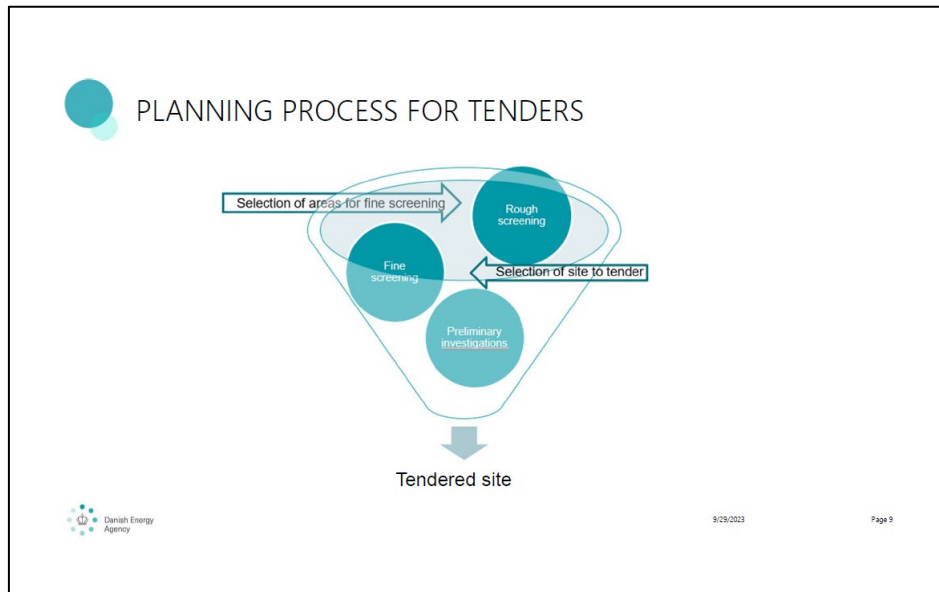 PLANNING PROCESS FOR TENDERS
Selection of areas for fine screening
Rough
screening
Fine
screening
Selection of site to tender
Preliminary
investigations
Tendered site
Danish Energy
Agency
9/29/2023
Page 9